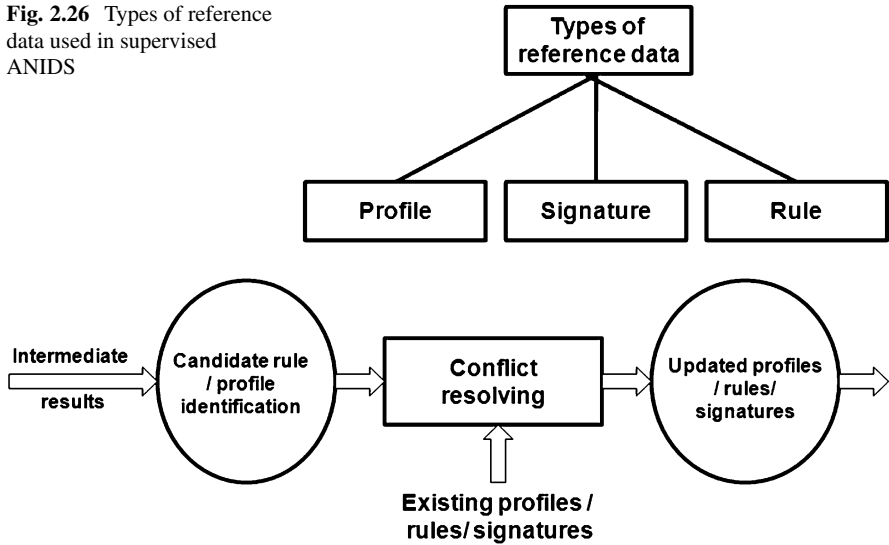 Fig. 2.26 Types of reference
data used in supervised
ANIDS
Types of
reference data
Profile
Signature
Rule
Intermediate
results
Candidate rule
/ profile
identification
Conflict
resolving
Updated profiles
/ rules/
signatures
Existing profiles /
rules/ signatures